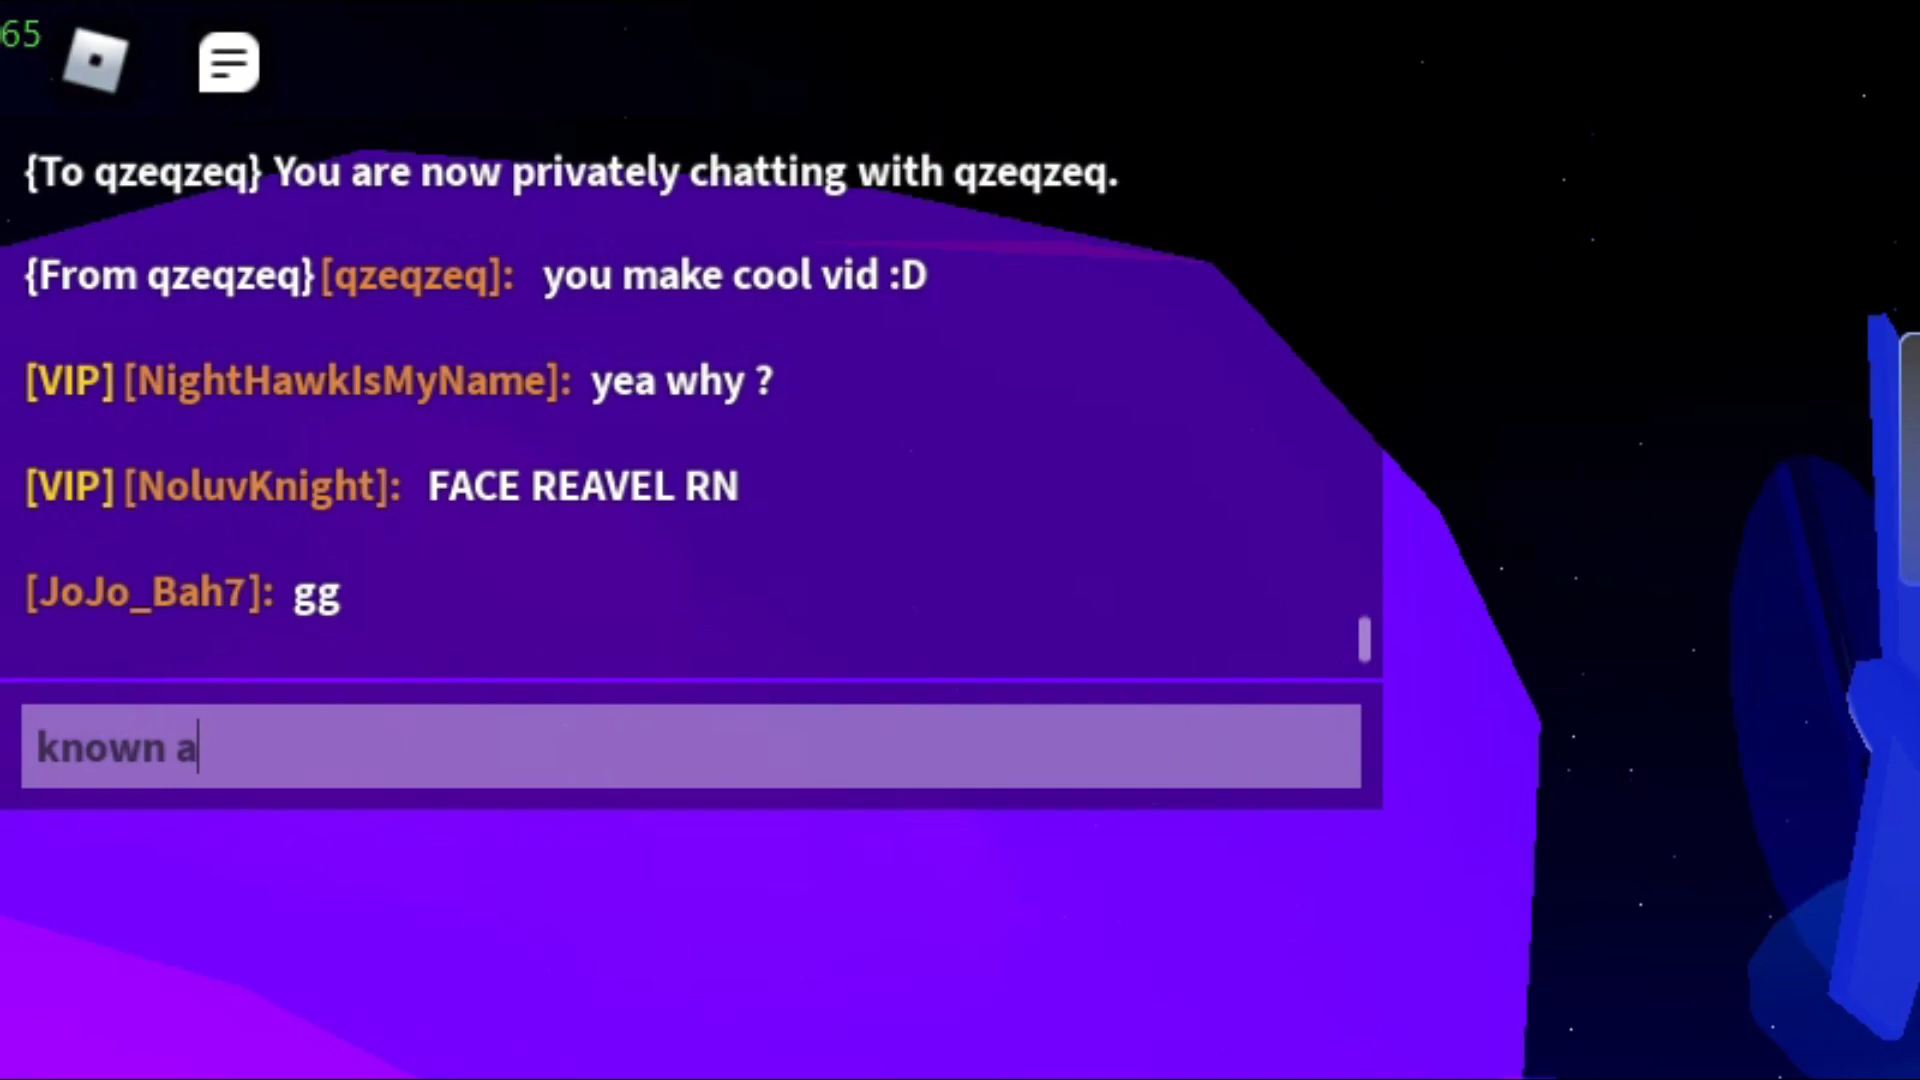 65
{To qzeqzeq} You are now privately chatting with qzeqzeq.
{From qzeqzeq}[qzeqzeq]: you make cool vid :D
[VIP] [NightHawkIsMyName]: yea why ?
[VIP] [NoluvKnight]: FACE REAVEL RN
[JoJo_Bah7]: gg
known a